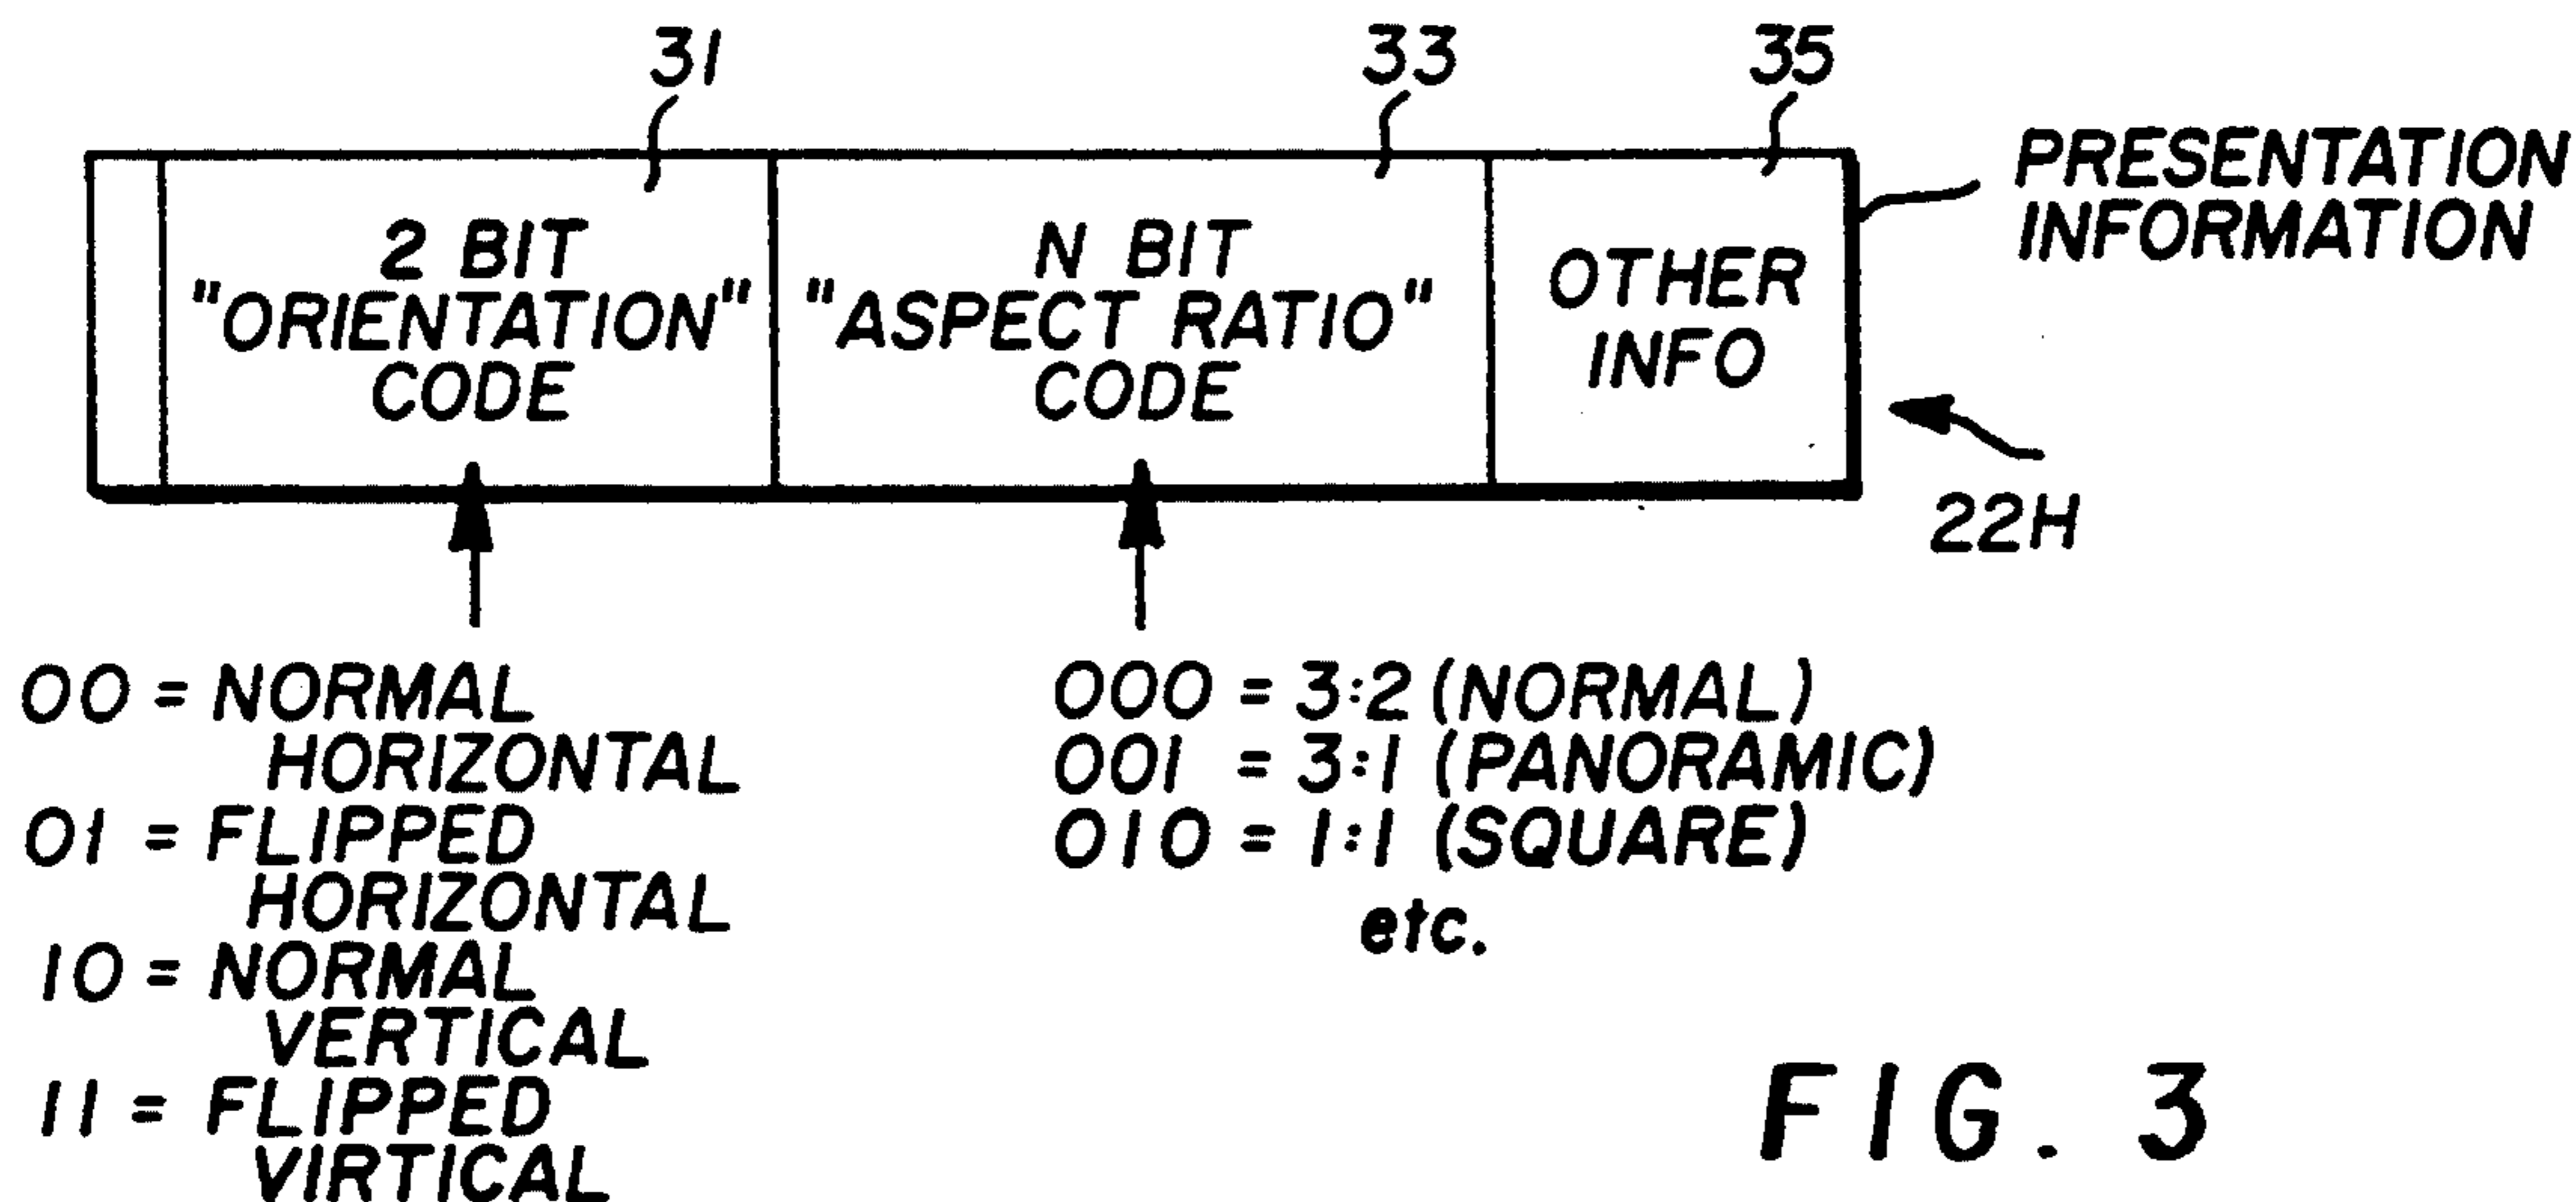 31
33
35
PRESENTATION
INFORMATION
2 BIT
"ORIENTATION"
CODE
N BIT
"ASPECT RATIO"
CODE
OTHER
INFO
22H
00 = NORMAL
HORIZONTAL
01 = FLIPPED
HORIZONTAL
10 = NORMAL
VERTICAL
11 = FLIPPED
VIRTICAL
000 = 3:2 (NORMAL)
001 = 3:1 (PANORAMIC)
010 = 1:1 (SQUARE)
etc.
FIG. 3